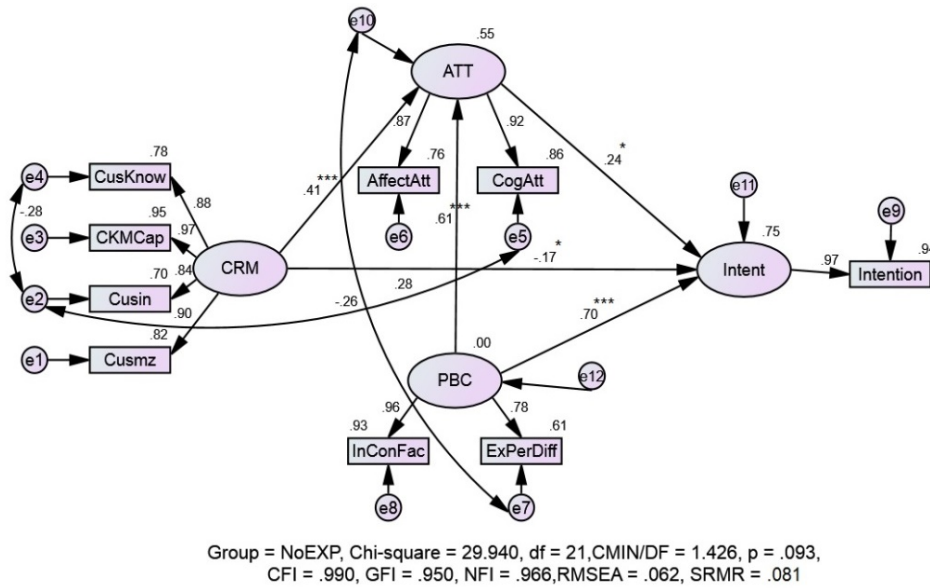 e10
.55
ATT
.87
.92
.78
e4
CusKnow
.88
.76
AffectAtt
.86
CogAtt
.41***
.24*
-.28
.95
e3
CKMCap
.97
CRM
.61***
e6
e5
e11
.75
e9
.94
.70
.84
e2
Cusin
-.17*
Intent
.97
Intention
.90
-.26
.28
.82
e1
Cusmz
.70***
.00
PBC
e12
.96
.78
.93
InConFac
.61
ExPerDiff
e8
e7
Group = NoEXP, Chi-square = 29.940, df = 21,CMIN/DF = 1.426, p = .093,
CFI = .990, GFI = .950, NFI = .966,RMSEA = .062, SRMR = .081